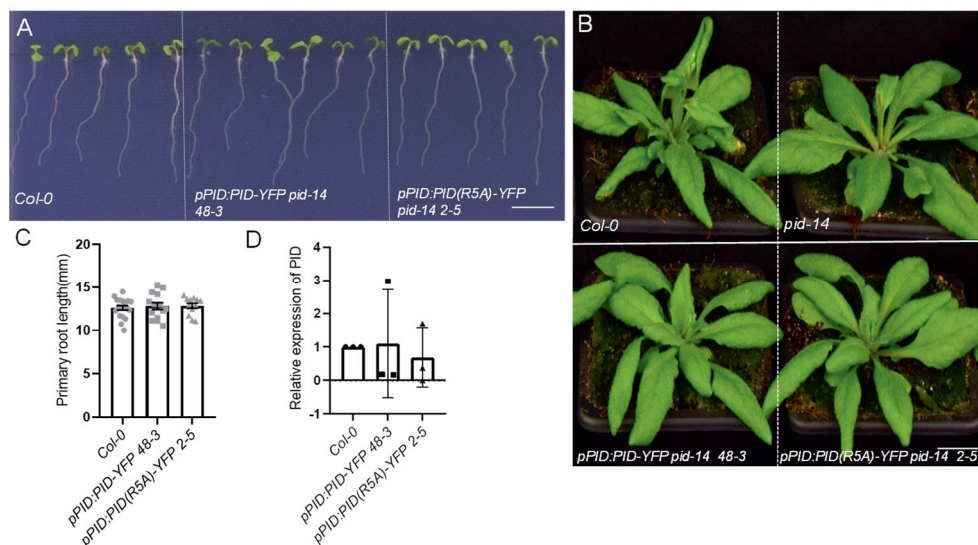 A
Col-0
pPID:PID-YFP pid-14
48-3
pPID:PID(R5A)-YFP
pid-14 2-5
B
Col-0
pid-14
pPID:PID-YFP pid-14 48-3
pPID:PID(R5A)-YFP pid-14 2-5
C
Primary root length(mm)
20
15
10
5
0
Col-0
pPID:PID-YFP 48-3
pPID:PID(R5A)-YFP 2-5
D
Relative expression of PID
4
3
2
1
0
-1
Col-0
pPID:PID-YFP 48-3
pPID:PID(R5A)-YFP 2-5